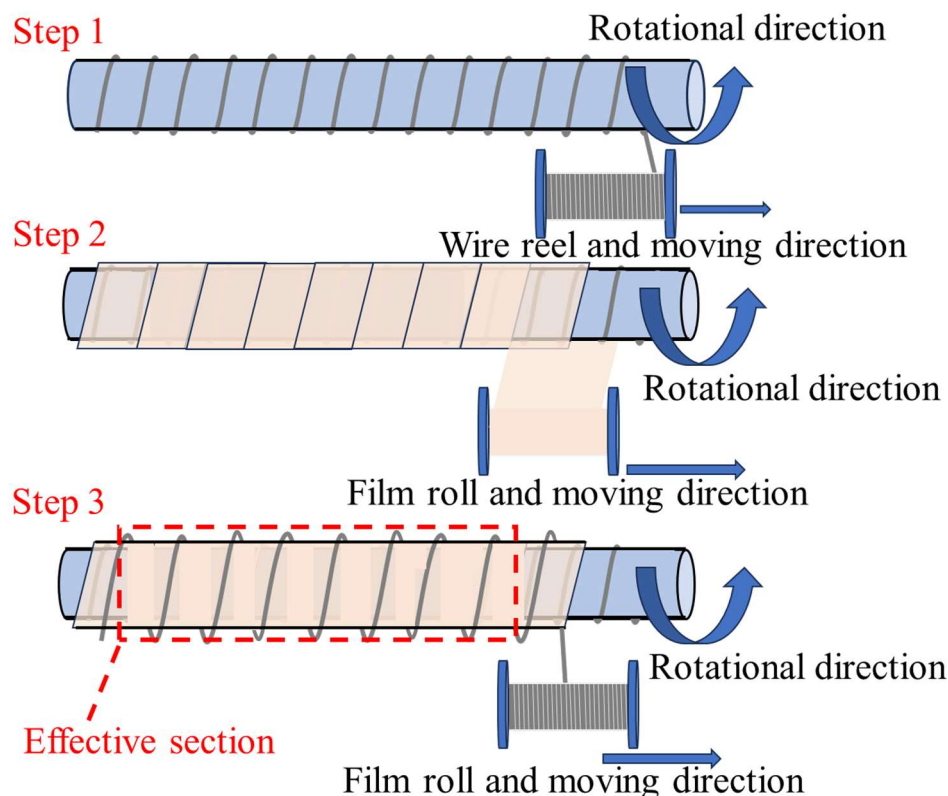 Step 1
Rotational direction
Wire reel and moving direction
Step 2
Rotational direction
Film roll and moving direction
Step 3
Rotational direction
Effective section
Film roll and moving direction